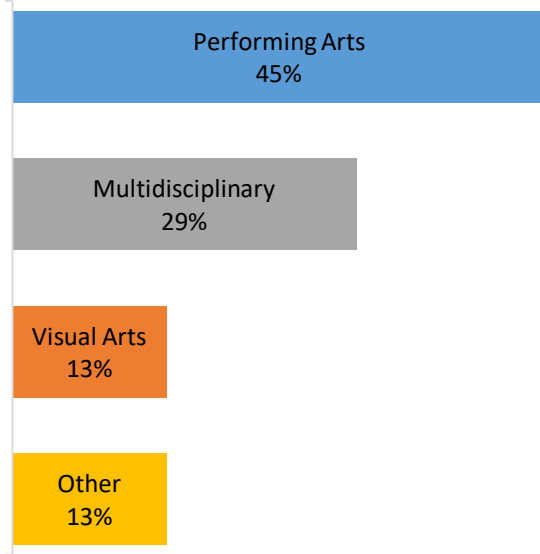 Performing Arts
45%
Multidisciplinary
29%
Visual Arts
13%
Other
13%